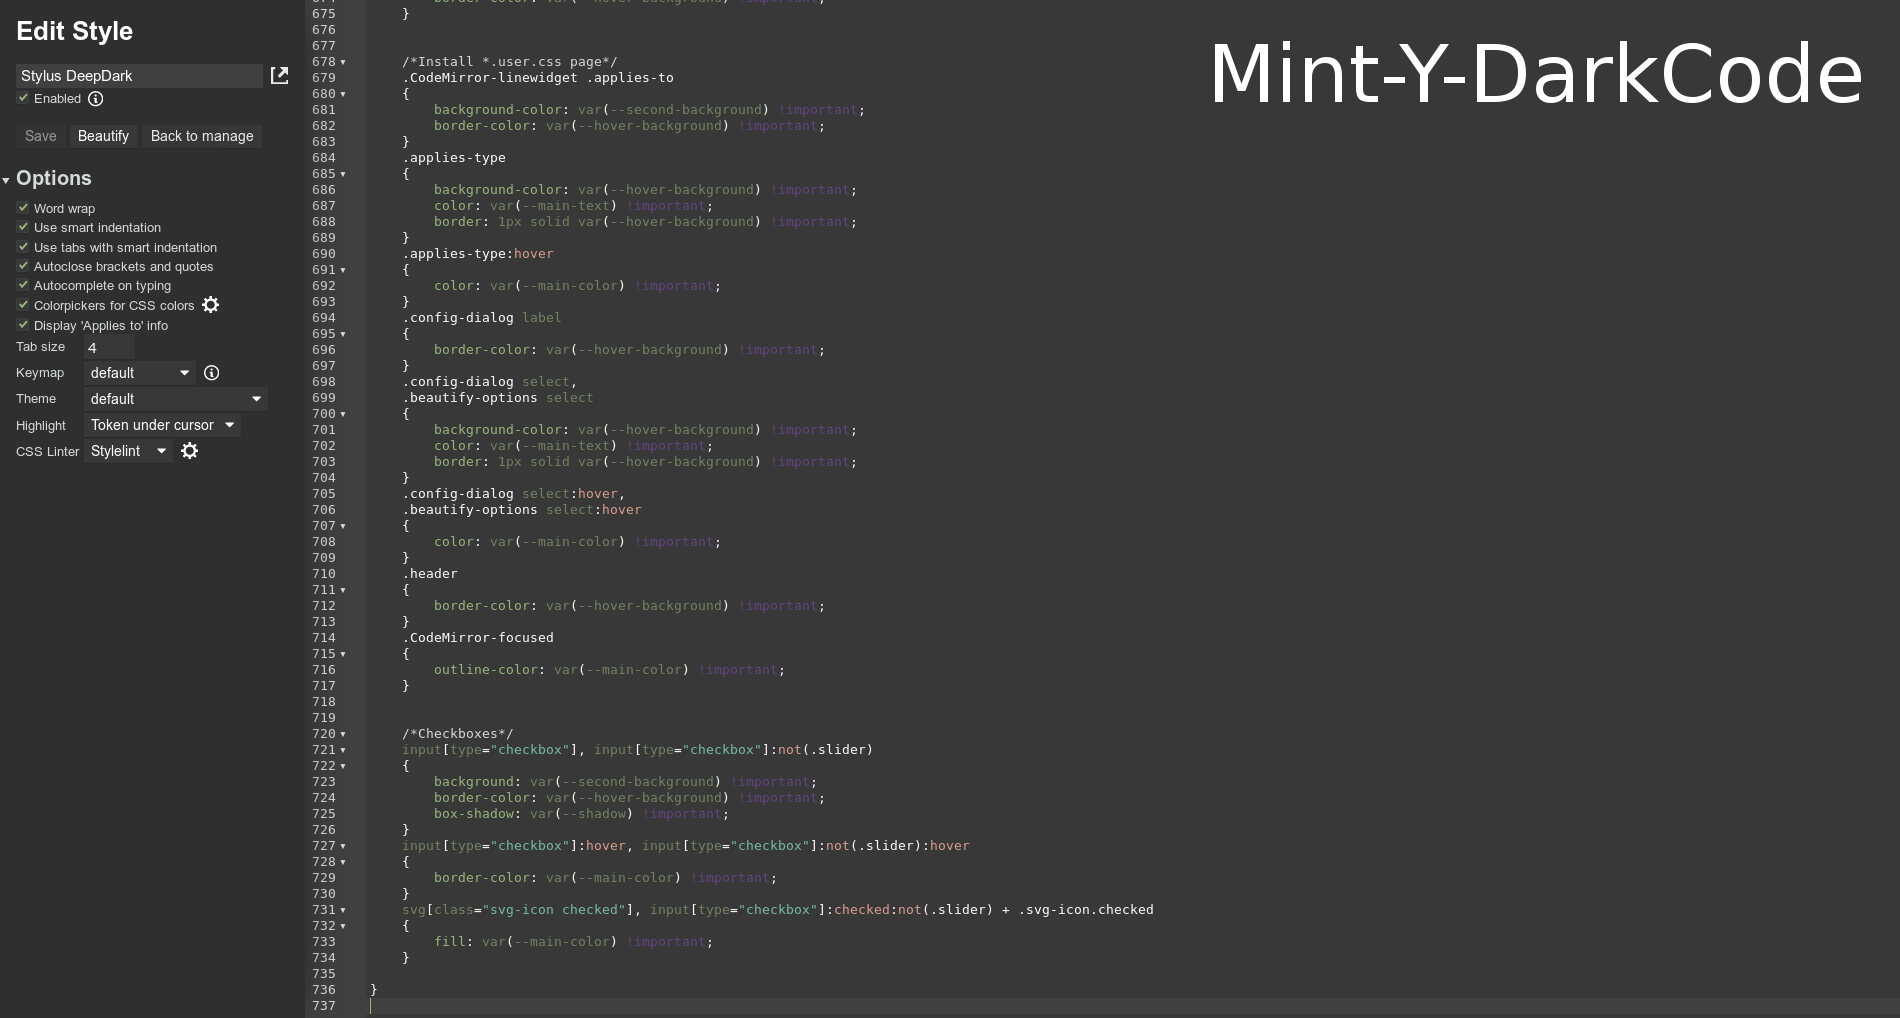 Edit Style
Stylus DeepDark
Enabled
Save Beautify Back to manage
Options
Word wrap
Use smart indentation
Use tabs with smart indentation
Autoclose brackets and quotes
Autocomplete on typing
Colorpickers for CSS colors
Display 'Applies to' info
Tab size 4
Keymap default
Theme default
Highlight Token under cursor
CSS Linter Stylelint
Mint-Y-DarkCode
674 border-color: var(--hover-background) !important;
675 }
676
677
678 /*Install *.user.css page*/
679 .CodeMirror-linewidget .applies-to
680 {
681 background-color: var(--second-background) !important;
682 border-color: var(--hover-background) !important;
683 }
684 .applies-type
685 {
686 background-color: var(--hover-background) !important;
687 color: var(--main-text) !important;
688 border: 1px solid var(--hover-background) !important;
689 }
690 .applies-type:hover
691 {
692 color: var(--main-color) !important;
693 }
694 .config-dialog label
695 {
696 border-color: var(--hover-background) !important;
697 }
698 .config-dialog select,
699 .beautify-options select
700 {
701 background-color: var(--hover-background) !important;
702 color: var(--main-text) !important;
703 border: 1px solid var(--hover-background) !important;
704 }
705 .config-dialog select:hover,
706 .beautify-options select:hover
707 {
708 color: var(--main-color) !important;
709 }
710 .header
711 {
712 border-color: var(--hover-background) !important;
713 }
714 .CodeMirror-focused
715 {
716 outline-color: var(--main-color) !important;
717 }
718
719
720 /*Checkboxes*/
721 input[type="checkbox"], input[type="checkbox"]:not(.slider)
722 {
723 background: var(--second-background) !important;
724 border-color: var(--hover-background) !important;
725 box-shadow: var(--shadow) !important;
726 }
727 input[type="checkbox"]:hover, input[type="checkbox"]:not(.slider):hover
728 {
729 border-color: var(--main-color) !important;
730 }
731 svg[class="svg-icon checked"], input[type="checkbox"]:checked:not(.slider) + .svg-icon.checked
732 {
733 fill: var(--main-color) !important;
734 }
735
736 }
737